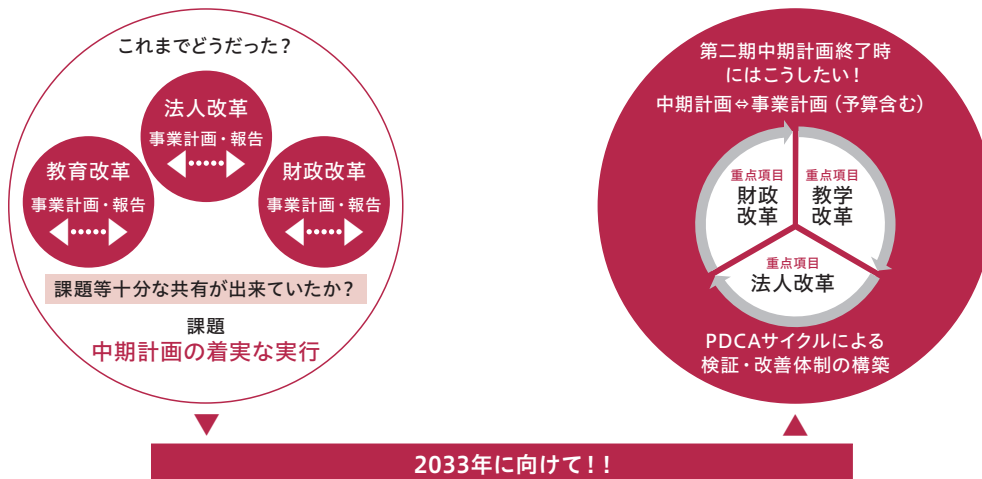 これまでどうだった？
法人改革
事業計画・報告
教育改革
事業計画・報告
財政改革
事業計画・報告
課題等十分な共有が出来ていたか？
課題
中期計画の着実な実行
第二期中期計画終了時
にはこうしたい！
中期計画⇔事業計画（予算含む）
重点項目
財政
改革
重点項目
教学
改革
重点項目
法人改革
PDCAサイクルによる
検証・改善体制の構築
2033年に向けて！！